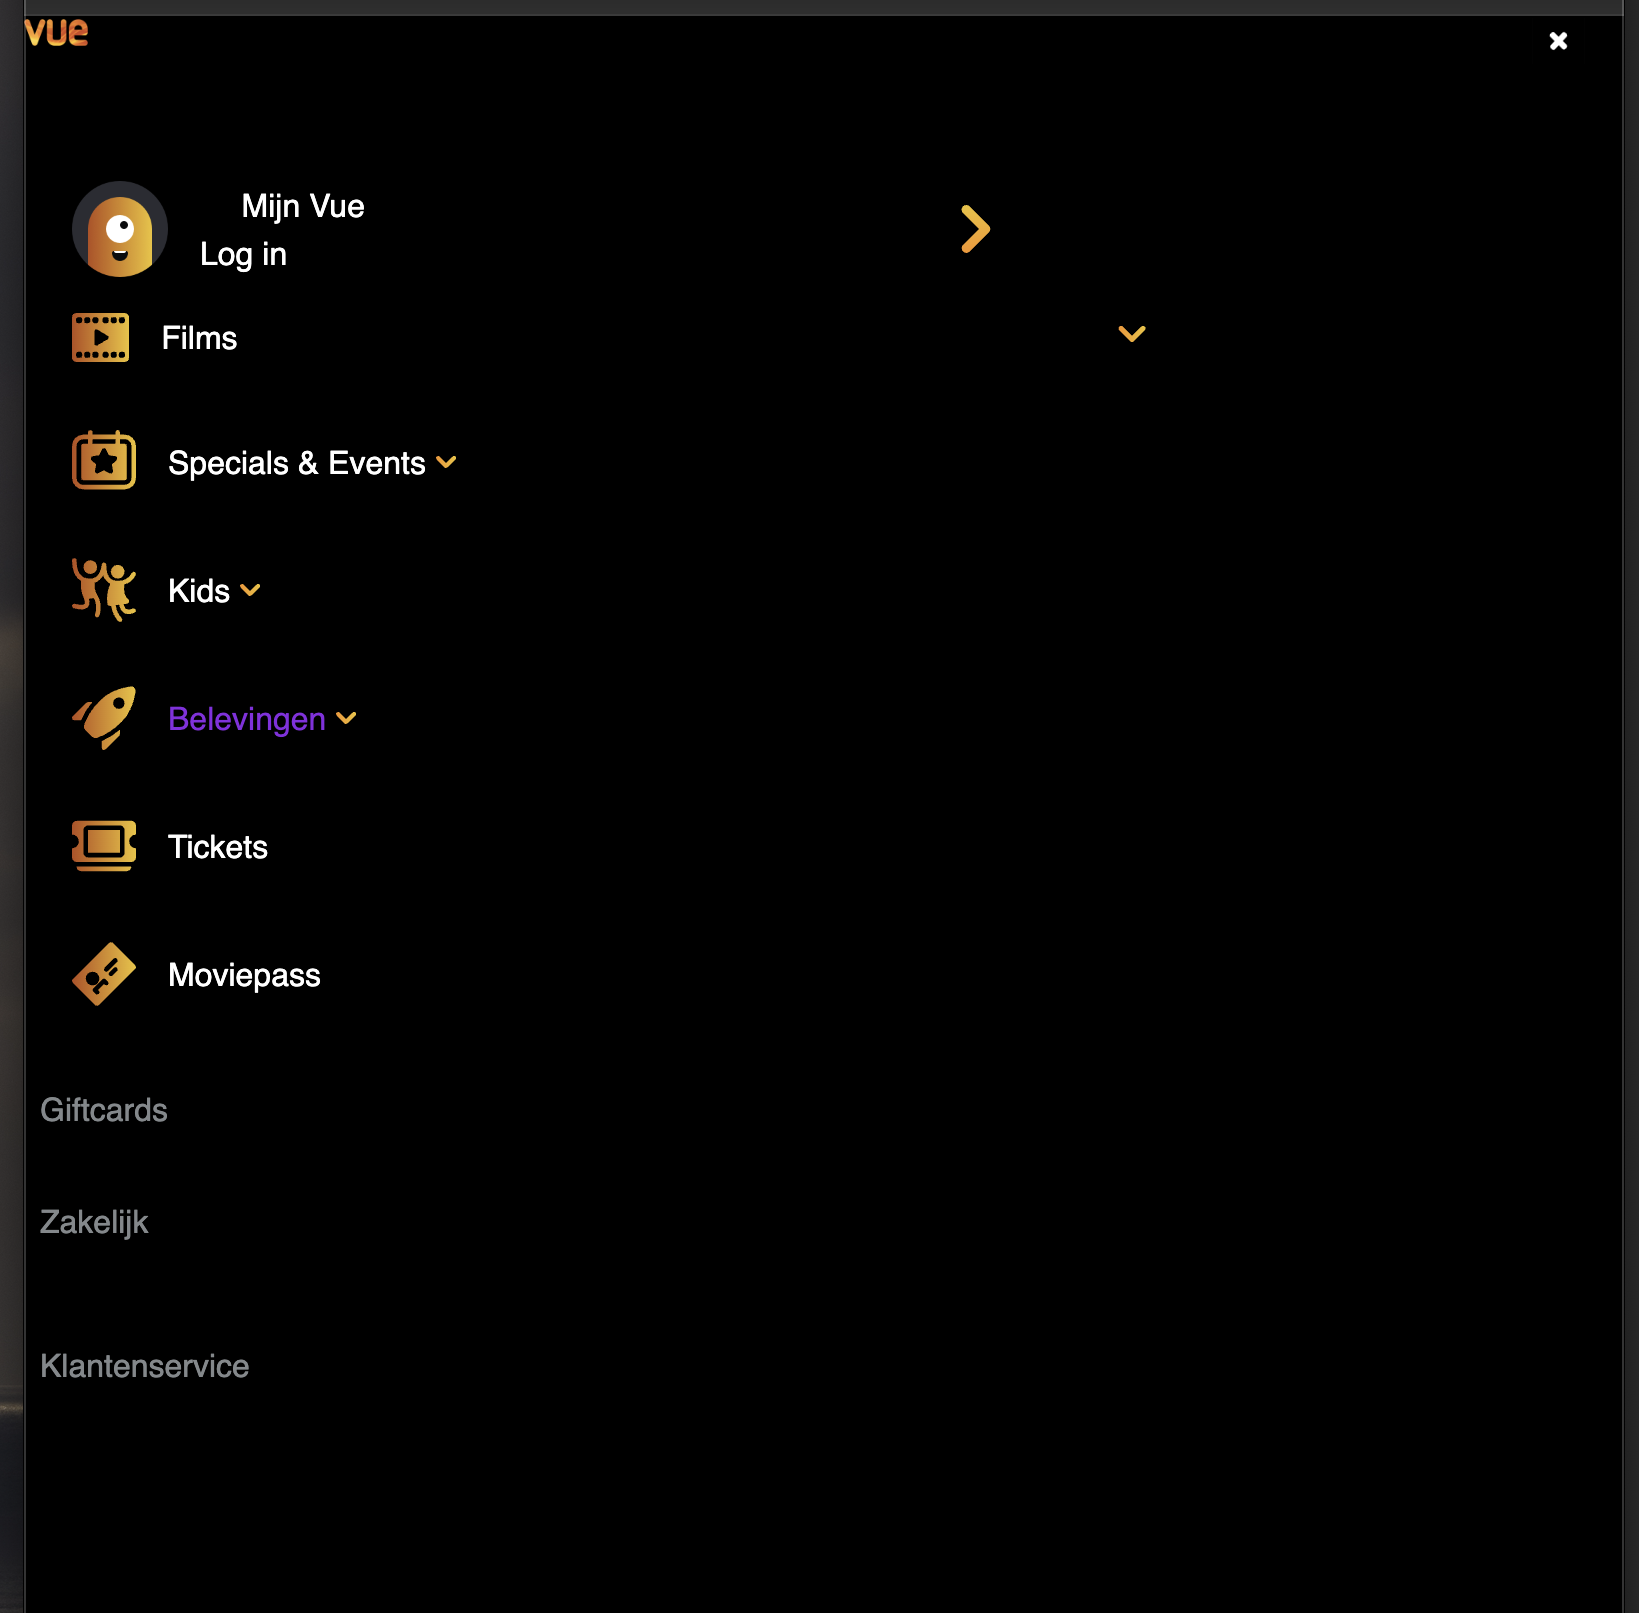 vue
Mijn Vue
Log in
Films
Specials & Events
Kids
Belevingen
Tickets
Moviepass
Giftcards
Zakelijk
Klantenservice